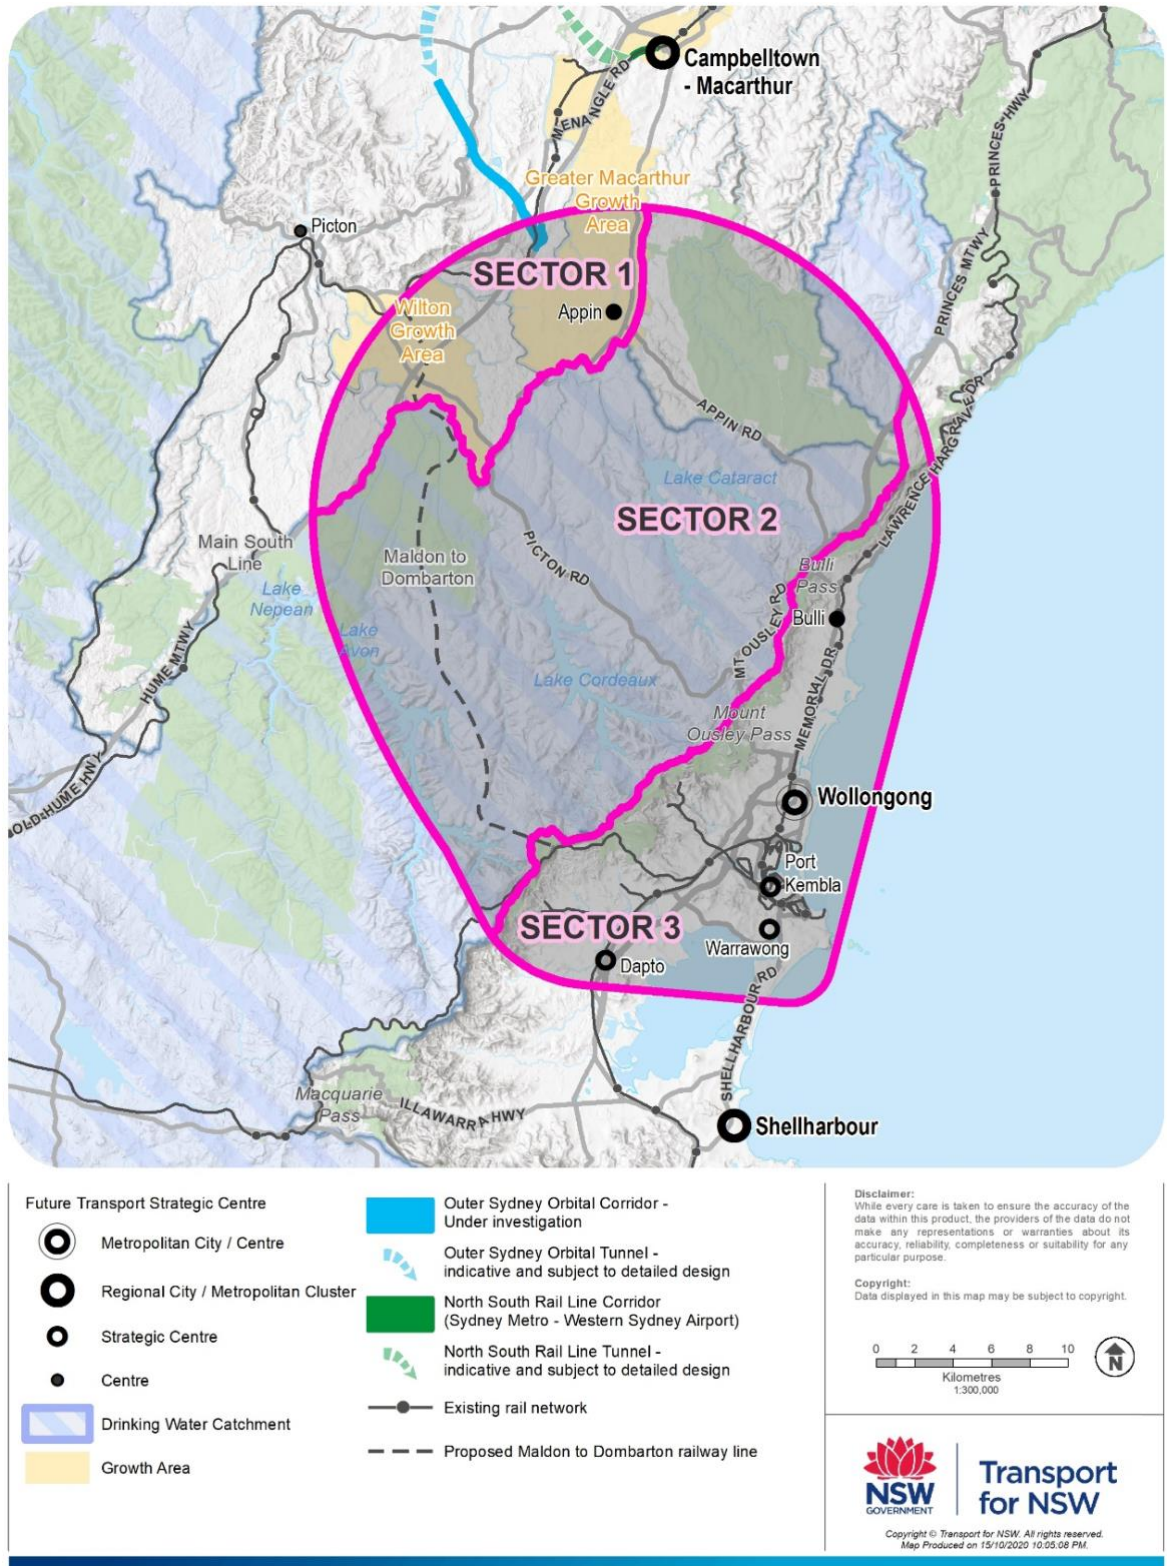 Campbelltown
- Macarthur
MENANGLE RD
PRINCES HWY
Greater Macarthur
Growth
Area
Picton
PRINCES MTWY
SECTOR 1
Wilton
Growth
Area
Appin
LAWRENCE HARGRAVE DR
APPIN RD
Lake Cataract
SECTOR 2
Main South
Line
Maldon to
Dombarton
PICTON RD
Bulli
Pass
Lake
Nepean
Bulli
MT OUSLEY RD
Lake
Avon
HUME MTWY
Lake Cordeaux
MEMORIAL DR
Mount
Ousley Pass
OLD HUME HWY
Wollongong
Port
Kembla
SECTOR 3
Warrawong
Dapto
SHELLHARBOUR RD
Macquarie
Pass
ILLAWARRA HWY
Shellharbour
Future Transport Strategic Centre
Metropolitan City / Centre
Regional City / Metropolitan Cluster
Strategic Centre
Centre
Drinking Water Catchment
Growth Area
Outer Sydney Orbital Corridor -
Under investigation
Outer Sydney Orbital Tunnel -
indicative and subject to detailed design
North South Rail Line Corridor
(Sydney Metro - Western Sydney Airport)
North South Rail Line Tunnel -
indicative and subject to detailed design
Existing rail network
Proposed Maldon to Dombarton railway line
Disclaimer:
While every care is taken to ensure the accuracy of the
data within this product, the providers of the data do not
make any representations or warranties about its
accuracy, reliability, completeness or suitability for any
particular purpose.
Copyright:
Data displayed in this map may be subject to copyright.
0 2 4 6 8 10
Kilometres
1:300,000
N
NSW
GOVERNMENT
Transport
for NSW
Copyright © Transport for NSW. All rights reserved.
Map Produced on 15/10/2020 10:05:08 PM.